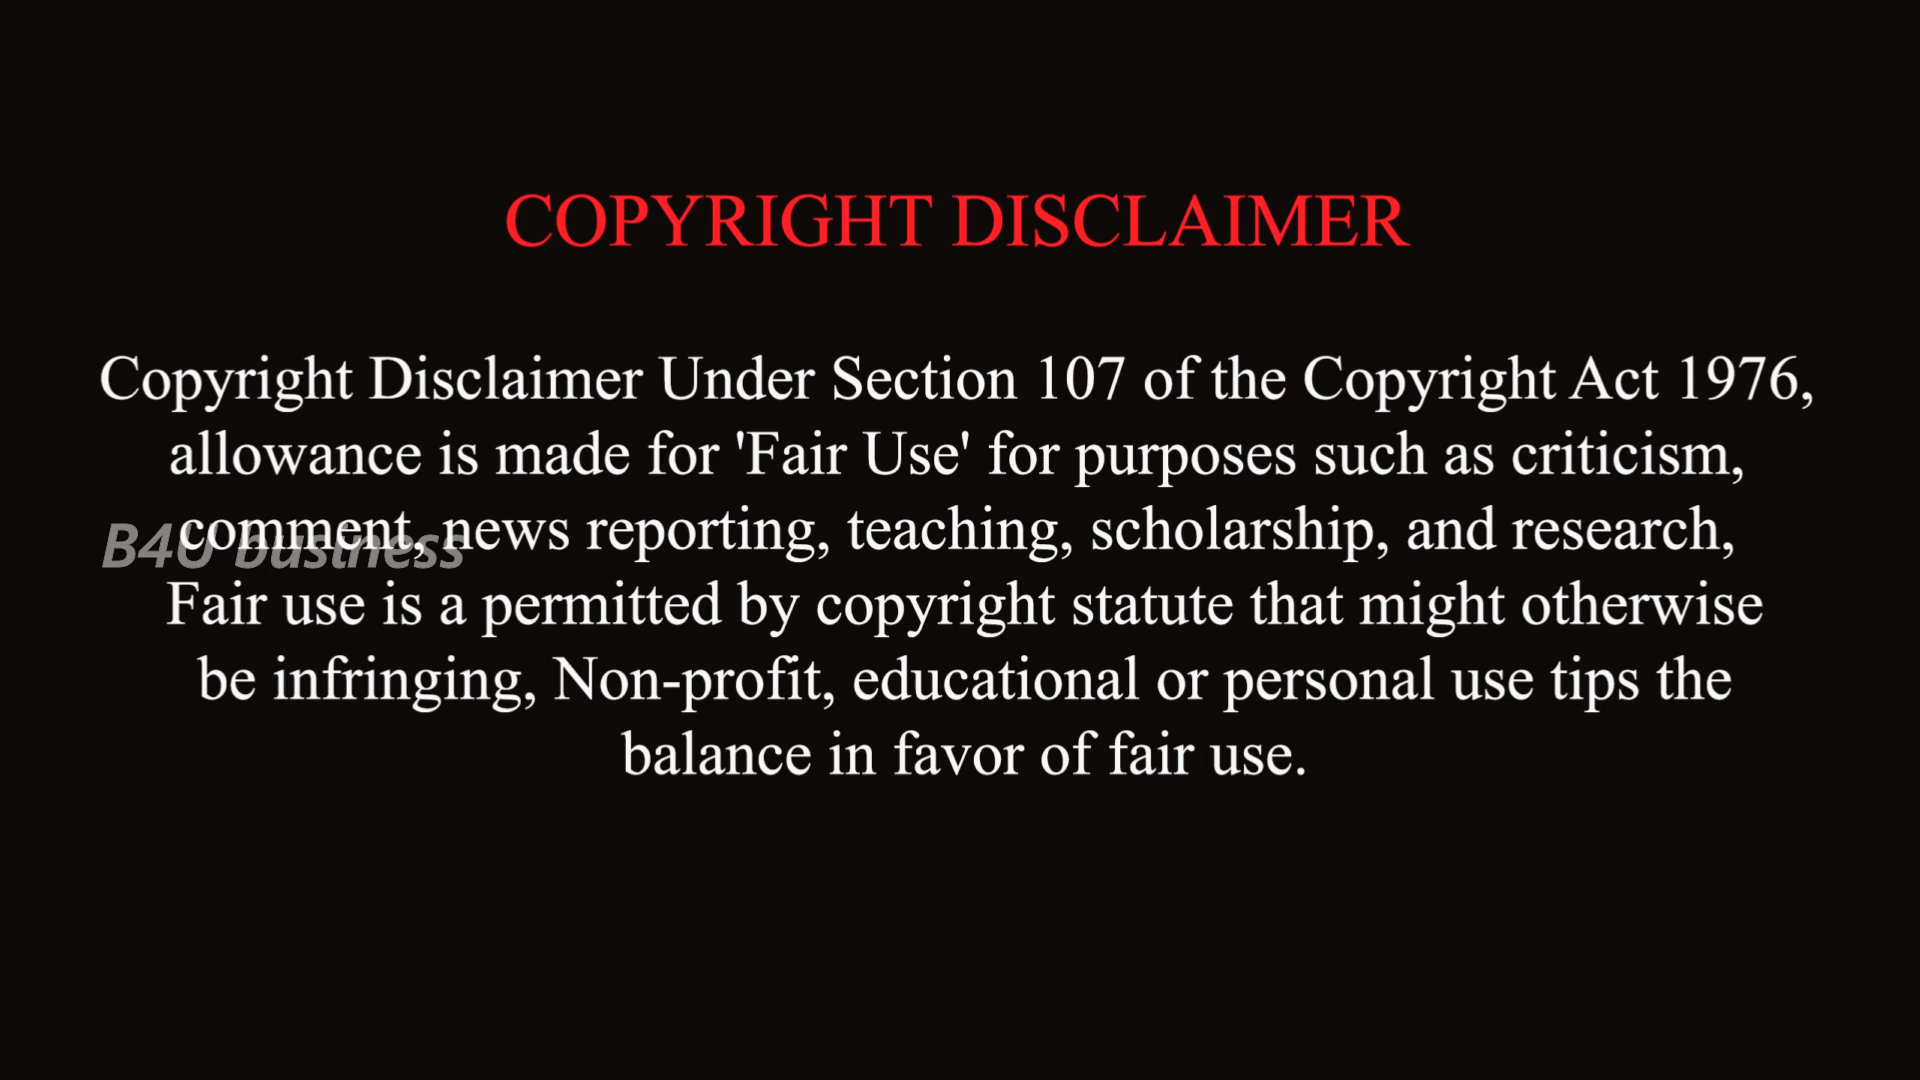 COPYRIGHT DISCLAIMER
Copyright Disclaimer Under Section 107 of the Copyright Act 1976,
allowance is made for 'Fair Use' for purposes such as criticism,
comment, news reporting, teaching, scholarship, and research,
B4U business
Fair use is a permitted by copyright statute that might otherwise
be infringing, Non-profit, educational or personal use tips the
balance in favor of fair use.